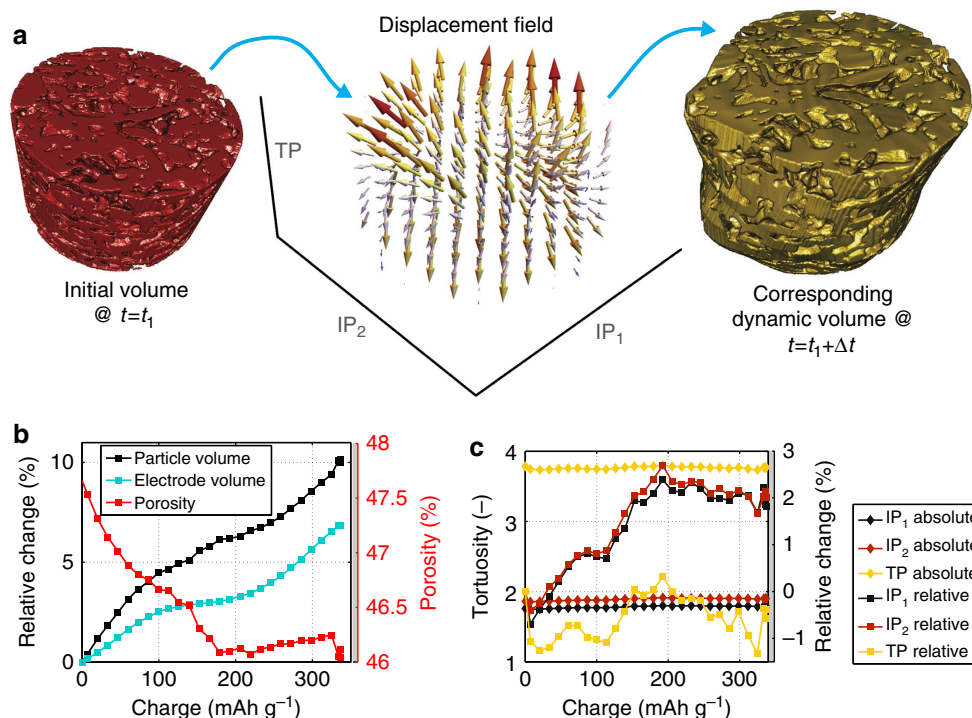 a
Displacement field
TP
IP2
IP1
Initial volume
@ t=t1
Corresponding
dynamic volume @
t=t1+Δt
b
Particle volume
Electrode volume
Porosity
Relative change (%)
10
5
0
Porosity (%)
48
47.5
47
46.5
46
0 100 200 300
Charge (mAh g−1)
c
Tortuosity (–)
4
3
2
1
Relative change (%)
3
2
1
0
−1
0 100 200 300
Charge (mAh g−1)
IP1 absolute
IP2 absolute
TP absolute
IP1 relative
IP2 relative
TP relative